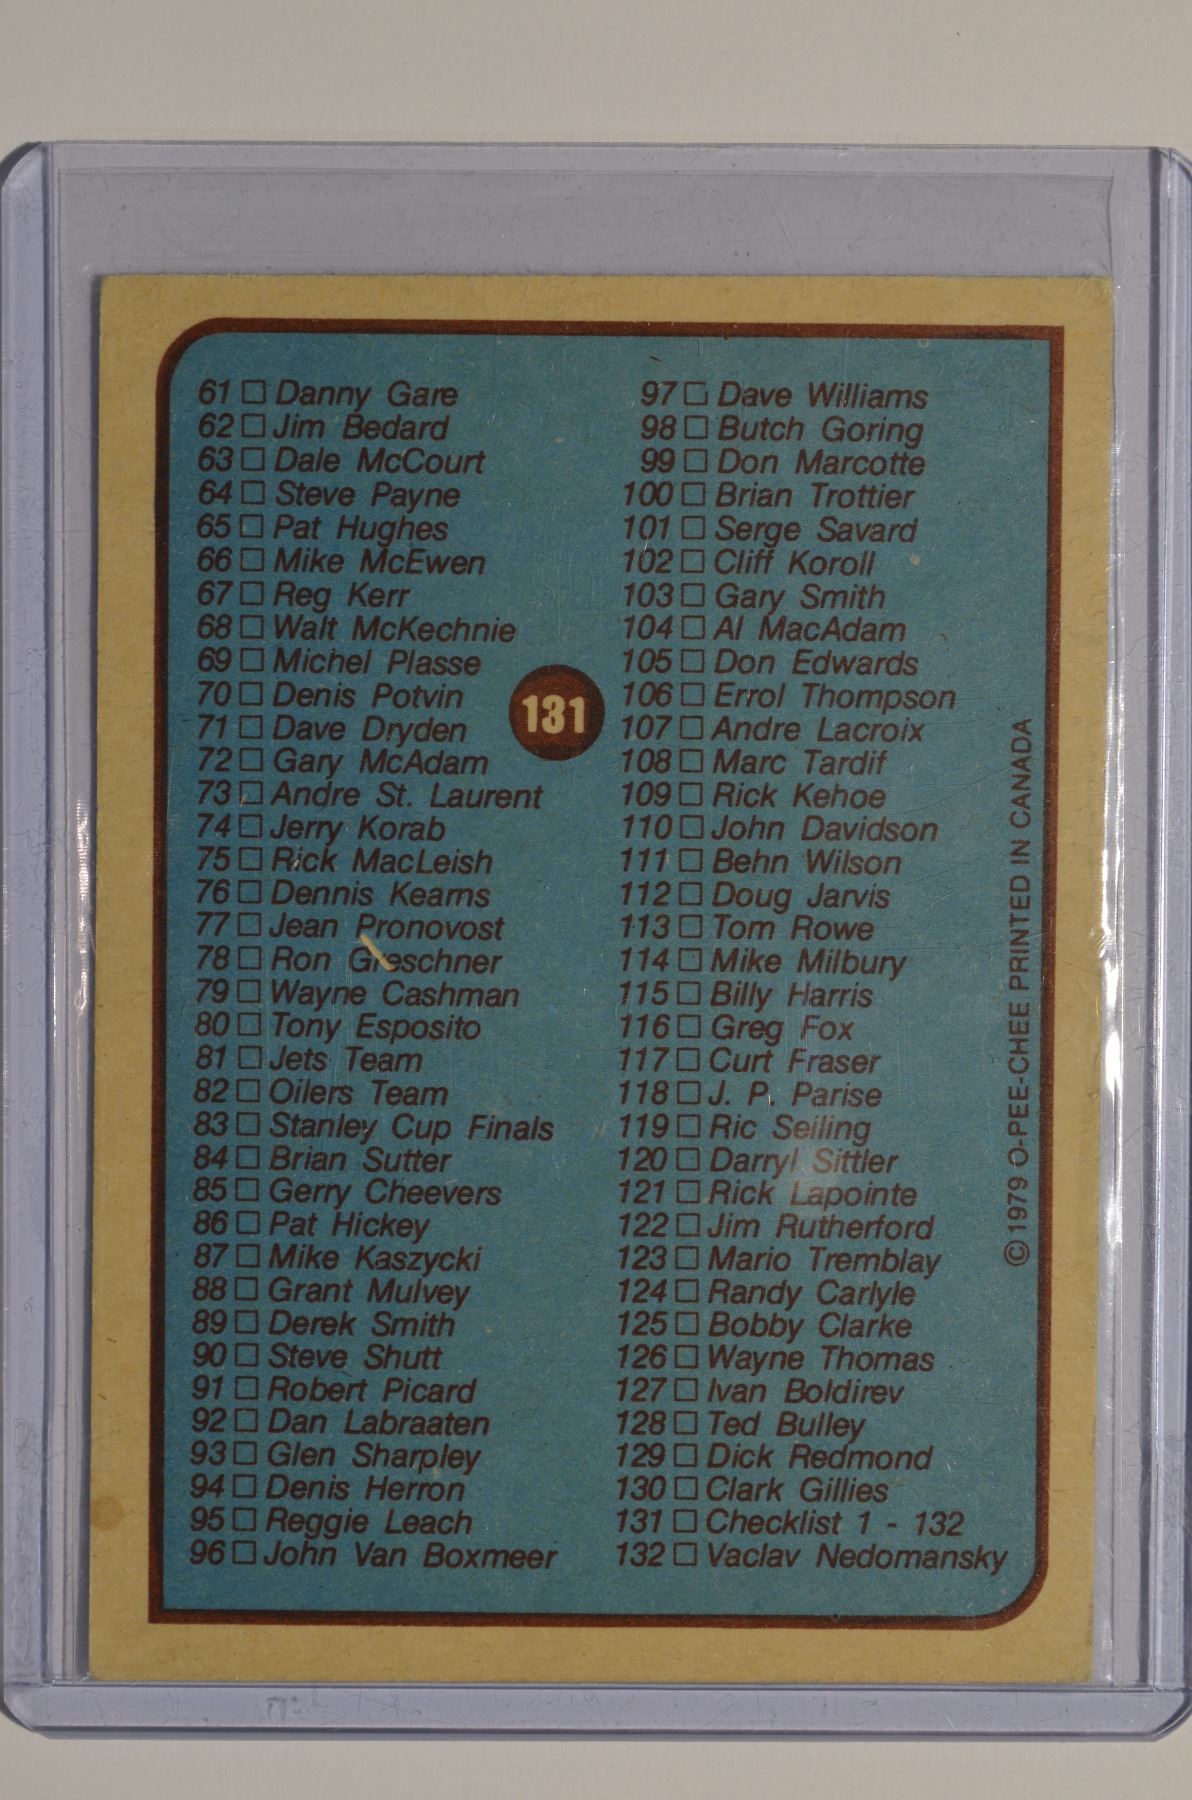 61 □ Danny Gare
62 □ Jim Bedard
63 □ Dale McCourt
64 □ Steve Payne
65 □ Pat Hughes
66 □ Mike McEwen
67 □ Reg Kerr
68 □ Walt McKechnie
69 □ Michel Plasse
70 □ Denis Potvin
71 □ Dave Dryden
72 □ Gary McAdam
73 □ Andre St. Laurent
74 □ Jerry Korab
75 □ Rick MacLeish
76 □ Dennis Kearns
77 □ Jean Pronovost
78 □ Ron Greschner
79 □ Wayne Cashman
80 □ Tony Esposito
81 □ Jets Team
82 □ Oilers Team
83 □ Stanley Cup Finals
84 □ Brian Sutter
85 □ Gerry Cheevers
86 □ Pat Hickey
87 □ Mike Kaszycki
88 □ Grant Mulvey
89 □ Derek Smith
90 □ Steve Shutt
91 □ Robert Picard
92 □ Dan Labraaten
93 □ Glen Sharpley
94 □ Denis Herron
95 □ Reggie Leach
96 □ John Van Boxmeer
131
97 □ Dave Williams
98 □ Butch Goring
99 □ Don Marcotte
100 □ Brian Trottier
101 □ Serge Savard
102 □ Cliff Koroll
103 □ Gary Smith
104 □ Al MacAdam
105 □ Don Edwards
106 □ Errol Thompson
107 □ Andre Lacroix
108 □ Marc Tardif
109 □ Rick Kehoe
110 □ John Davidson
111 □ Behn Wilson
112 □ Doug Jarvis
113 □ Tom Rowe
114 □ Mike Milbury
115 □ Billy Harris
116 □ Greg Fox
117 □ Curt Fraser
118 □ J. P. Parise
119 □ Ric Seiling
120 □ Darryl Sittler
121 □ Rick Lapointe
122 □ Jim Rutherford
123 □ Mario Tremblay
124 □ Randy Carlyle
125 □ Bobby Clarke
126 □ Wayne Thomas
127 □ Ivan Boldirev
128 □ Ted Bulley
129 □ Dick Redmond
130 □ Clark Gillies
131 □ Checklist 1 - 132
132 □ Vaclav Nedomansky
© 1979 O-PEE-CHEE PRINTED IN CANADA